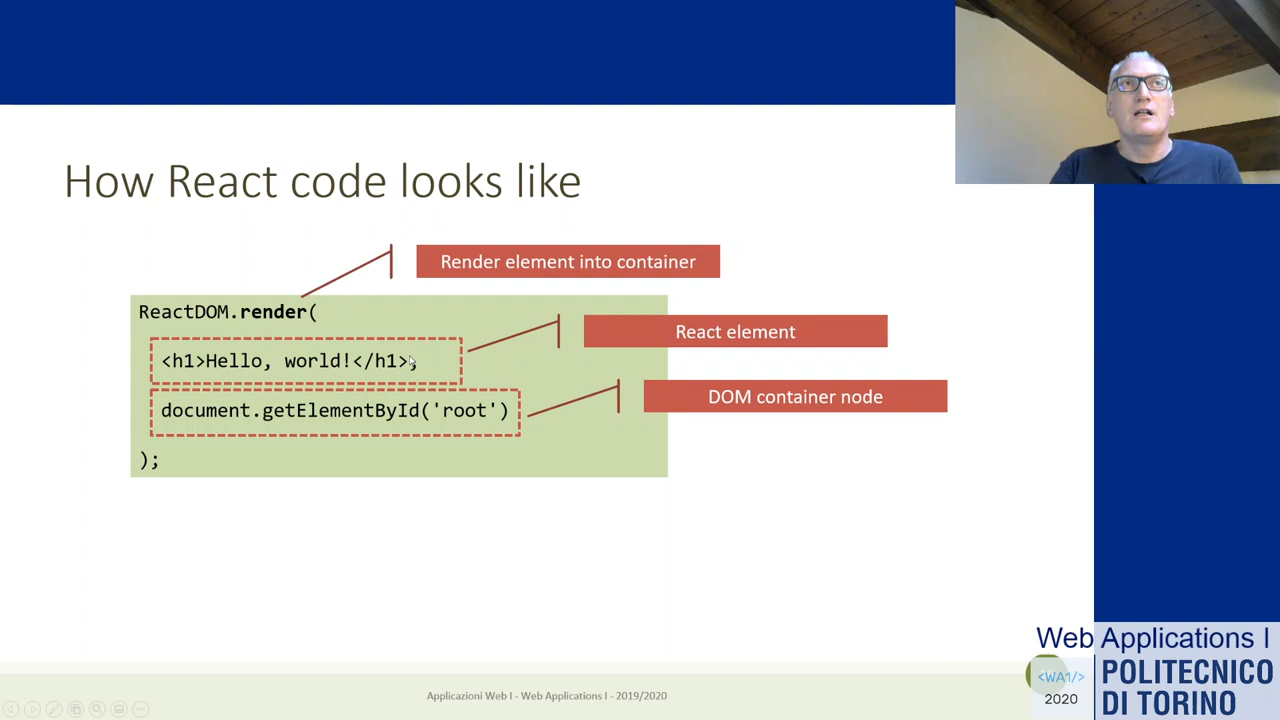 How React code looks like
Render element into container
ReactDOM.render(
React element
<h1>Hello, world!</h1>,
DOM container node
document.getElementById('root')
);
Web Applications I
<WA1/>
2020
POLITECNICO
DI TORINO
Applicazioni Web I - Web Applications I - 2019/2020